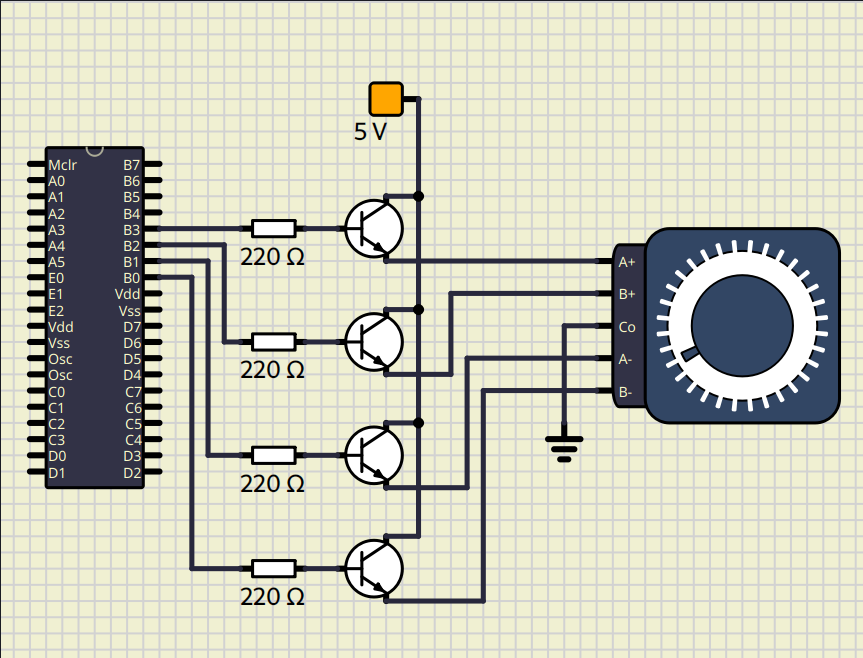 5 V
Mclr B7
A0 B6
A1 B5
A2 B4
A3 B3
A4 B2
A5 B1
E0 B0
E1 Vdd
E2 Vss
Vdd D7
Vss D6
Osc D5
Osc D4
C0 C7
C1 C6
C2 C5
C3 C4
D0 D3
D1 D2
220 Ω
220 Ω
220 Ω
220 Ω
A+
B+
Co
A-
B-